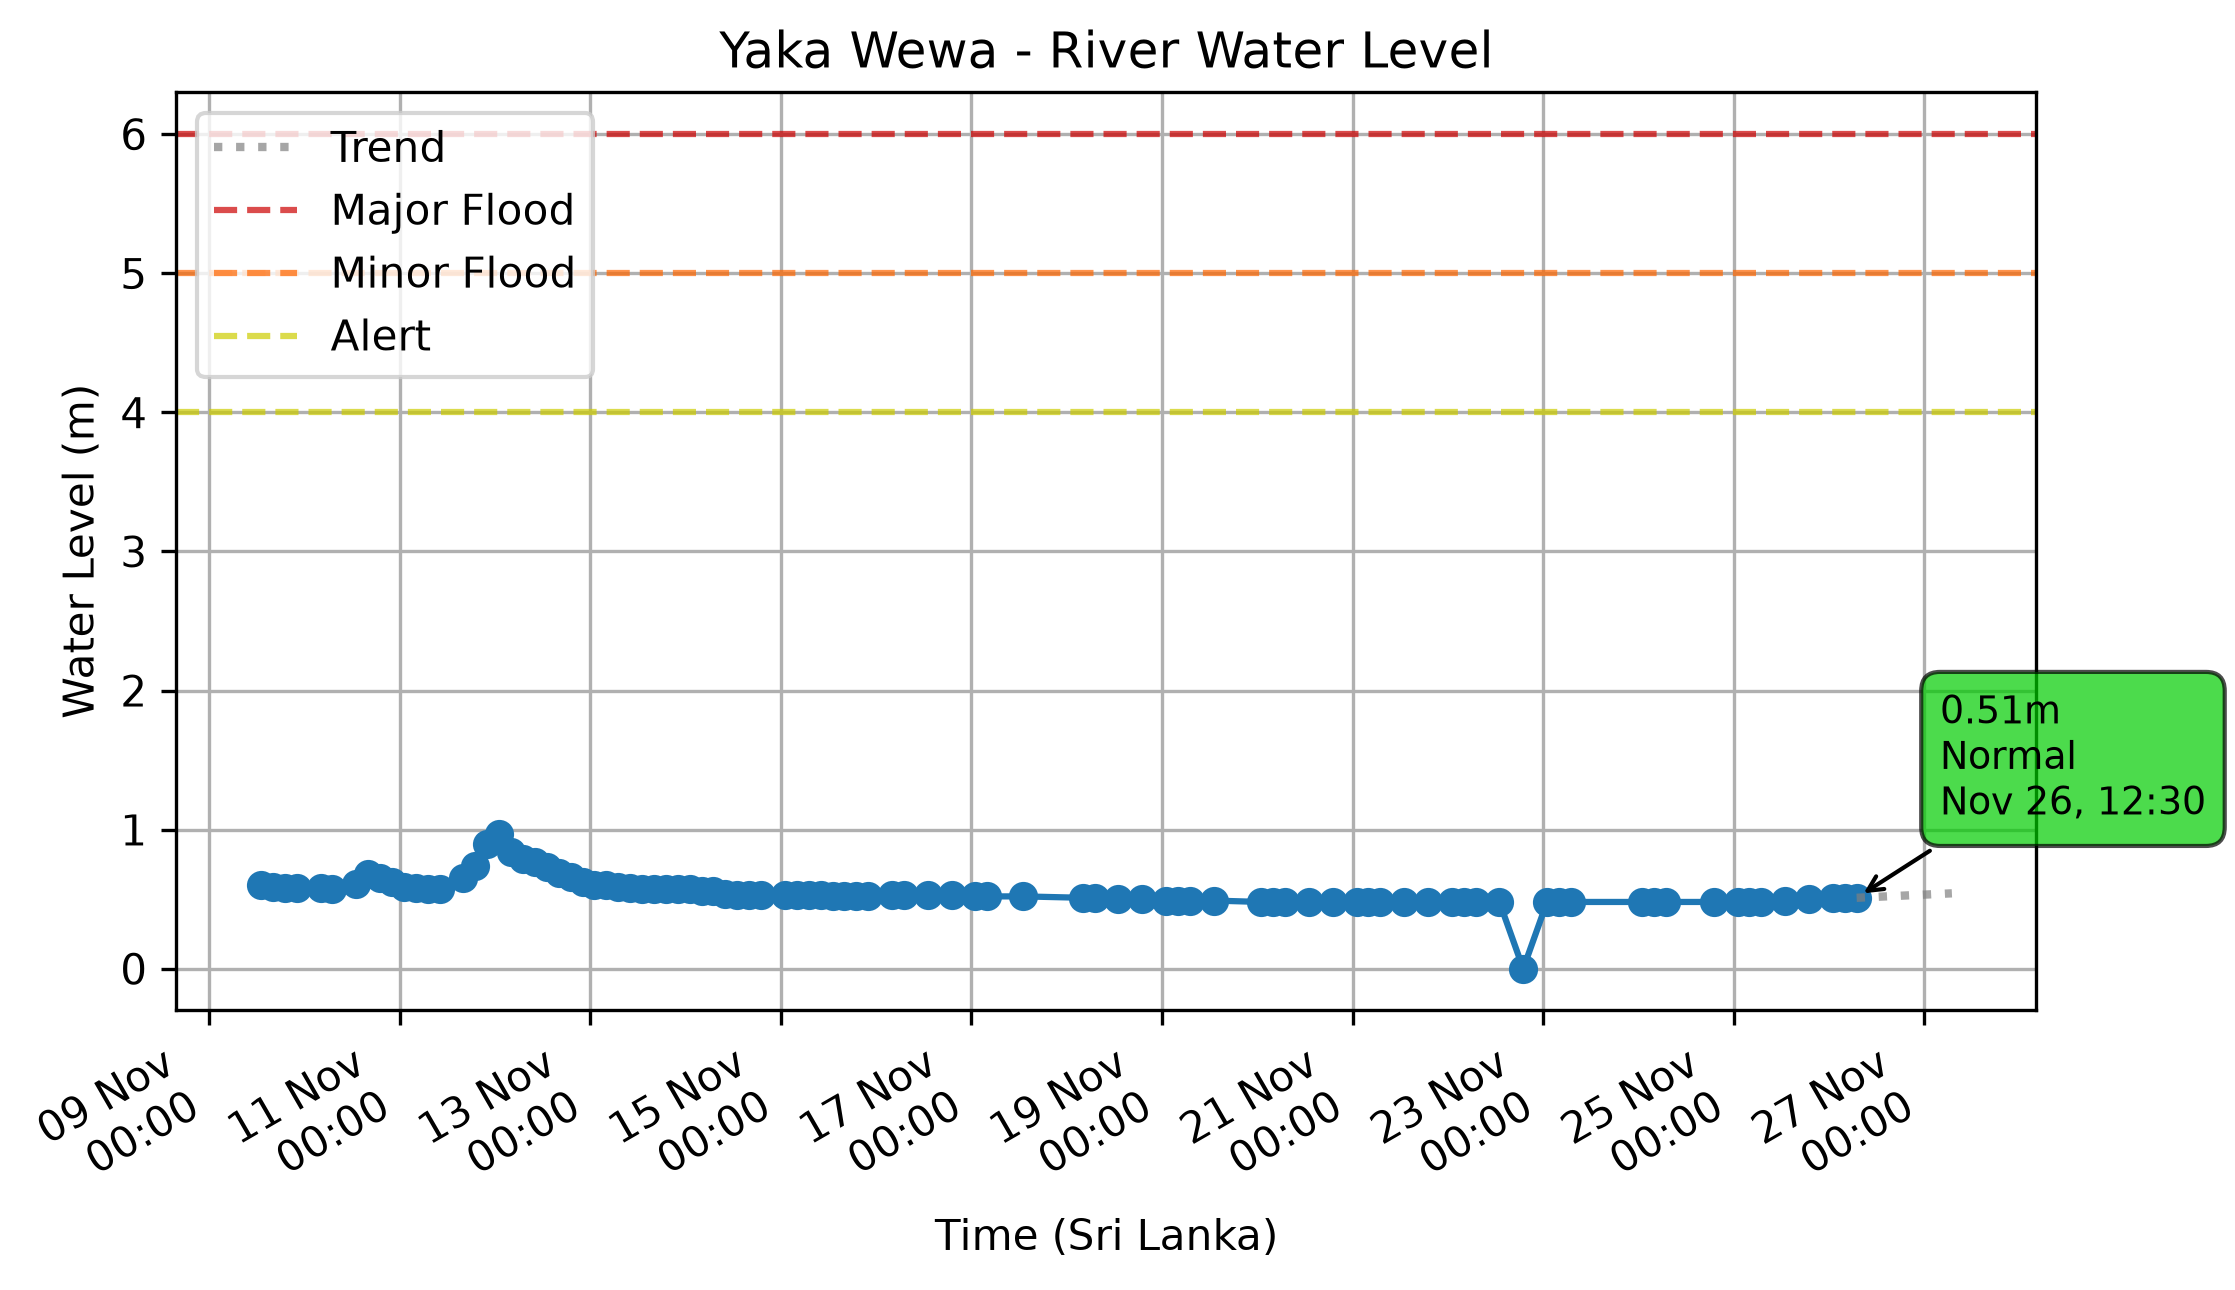 Yaka Wewa - River Water Level
Trend
Major Flood
Minor Flood
Alert
6
5
4
3
2
1
0
Water Level (m)
0.51m
Normal
Nov 26, 12:30
09 Nov
00:00
11 Nov
00:00
13 Nov
00:00
15 Nov
00:00
17 Nov
00:00
19 Nov
00:00
21 Nov
00:00
23 Nov
00:00
25 Nov
00:00
27 Nov
00:00
Time (Sri Lanka)